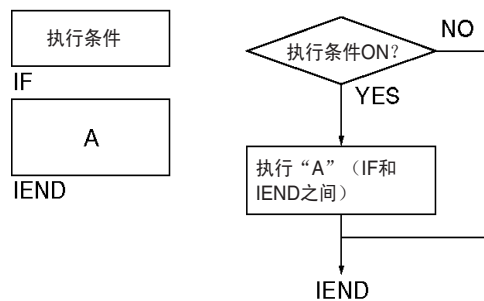 执行条件
IF
A
IEND
执行条件ON?
NO
YES
执行“A”（IF和
IEND之间）
IEND